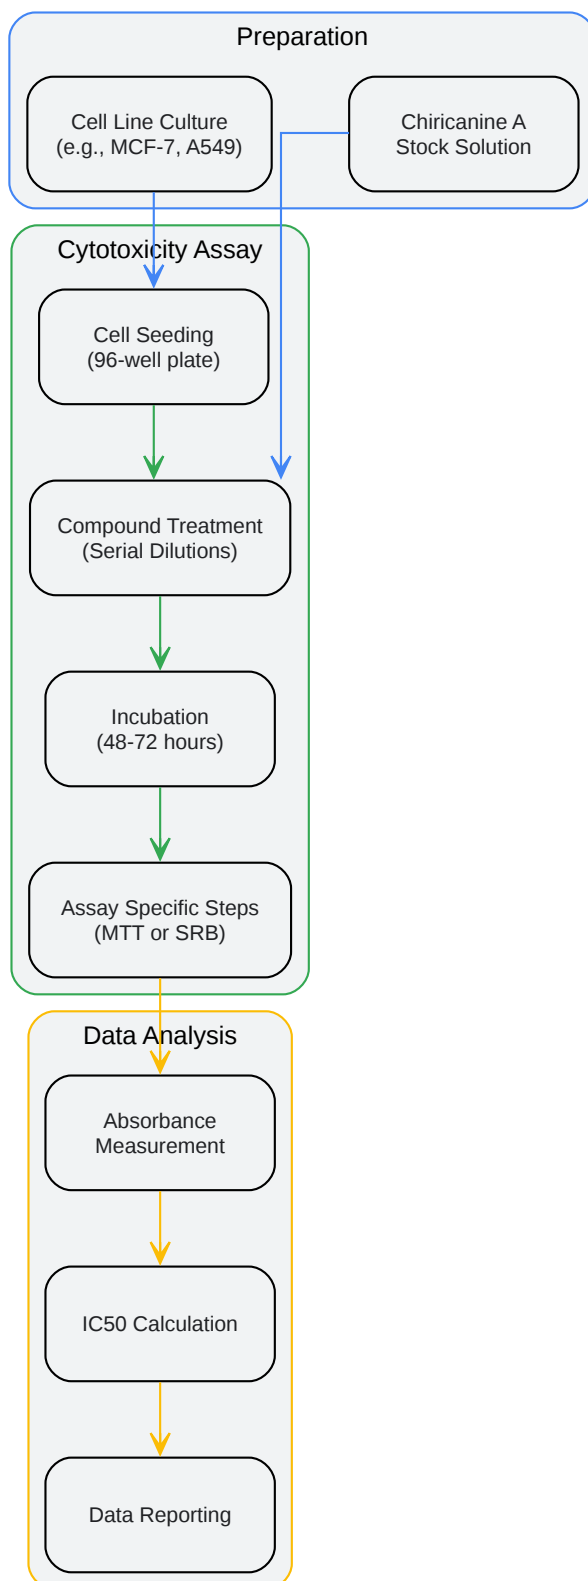 Preparation
Cell Line Culture
(e.g., MCF-7, A549)
Chiricanine A
Stock Solution
Cytotoxicity Assay
Cell Seeding
(96-well plate)
Compound Treatment
(Serial Dilutions)
Incubation
(48-72 hours)
Assay Specific Steps
(MTT or SRB)
Data Analysis
Absorbance
Measurement
IC50 Calculation
Data Reporting